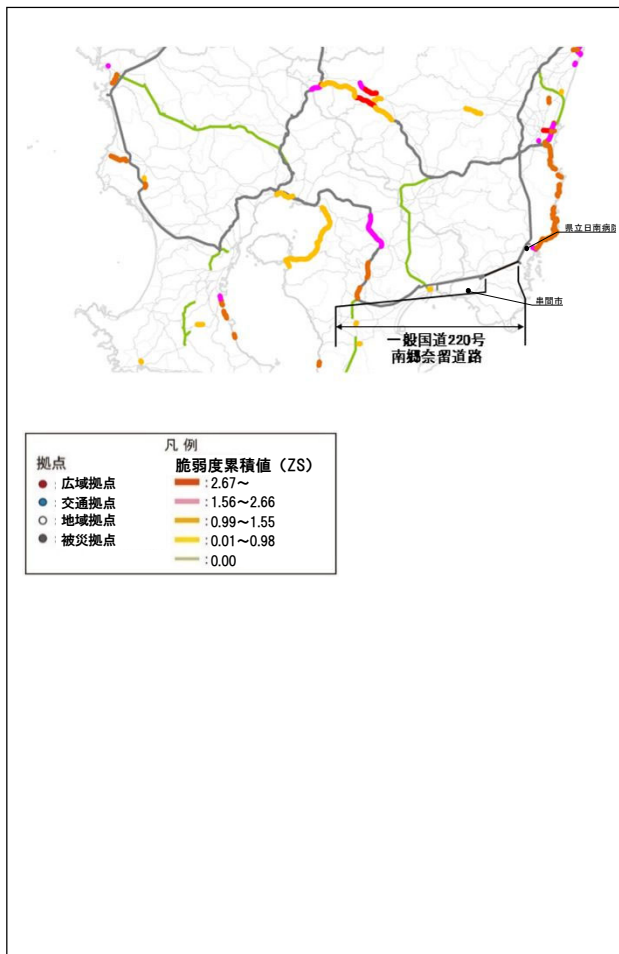 県立日南病院
串間市
一般国道220号
南郷奈留道路
凡例
拠点
脆弱度累積値（ZS）
：広域拠点
：2.67～
：交通拠点
：1.56～2.66
：地域拠点
：0.99～1.55
：被災拠点
：0.01～0.98
：0.00